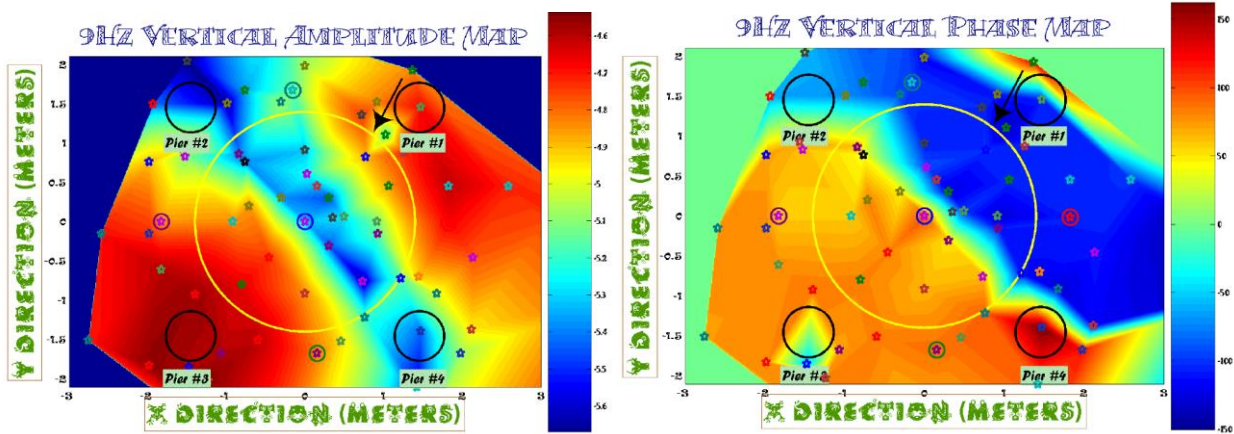 9Hz Vertical Amplitude Map
Y Direction (Meters)
2
1.5
1
0.5
0
-0.5
-1
-1.5
-2
Pier #2
Pier #1
Pier #3
Pier #4
-3 -2 -1 0 1 2 3
X Direction (Meters)
-4.6
-4.7
-4.8
-4.9
-5
-5.1
-5.2
-5.3
-5.4
-5.5
-5.6
9Hz Vertical Phase Map
Y Direction (Meters)
2
1.5
1
0.5
0
-0.5
-1
-1.5
-2
Pier #2
Pier #1
Pier #4
-3 -2 -1 0 1 2 3
X Direction (Meters)
150
100
50
0
-50
-100
-150